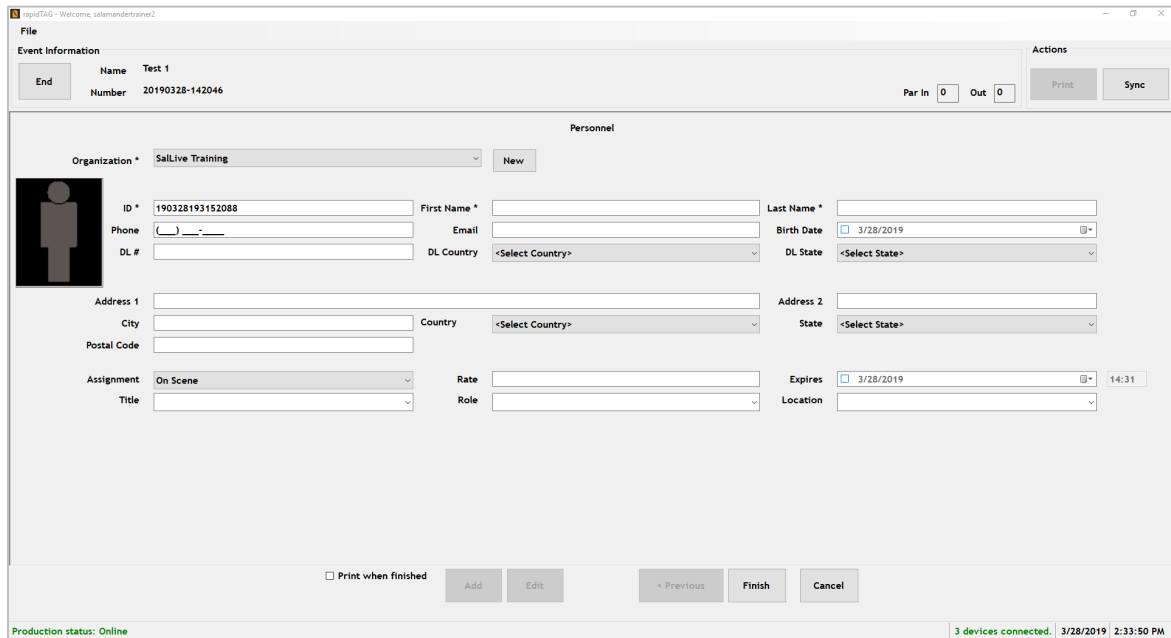 rapidTAG - Welcome, salamandertrainer2
File
Event Information
Actions
End
Name Test 1
Number 20190328-142046
Par In 0 Out 0
Print
Sync
Personnel
Organization * SalLive Training New
ID * 190328193152088 First Name * Last Name *
Phone (___) ___-____ Email Birth Date 3/28/2019
DL # DL Country <Select Country> DL State <Select State>
Address 1 Address 2
City Country <Select Country> State <Select State>
Postal Code
Assignment On Scene Rate Expires 3/28/2019 14:31
Title Role Location
Print when finished Add Edit < Previous Finish Cancel
Production status: Online 3 devices connected. 3/28/2019 2:33:50 PM